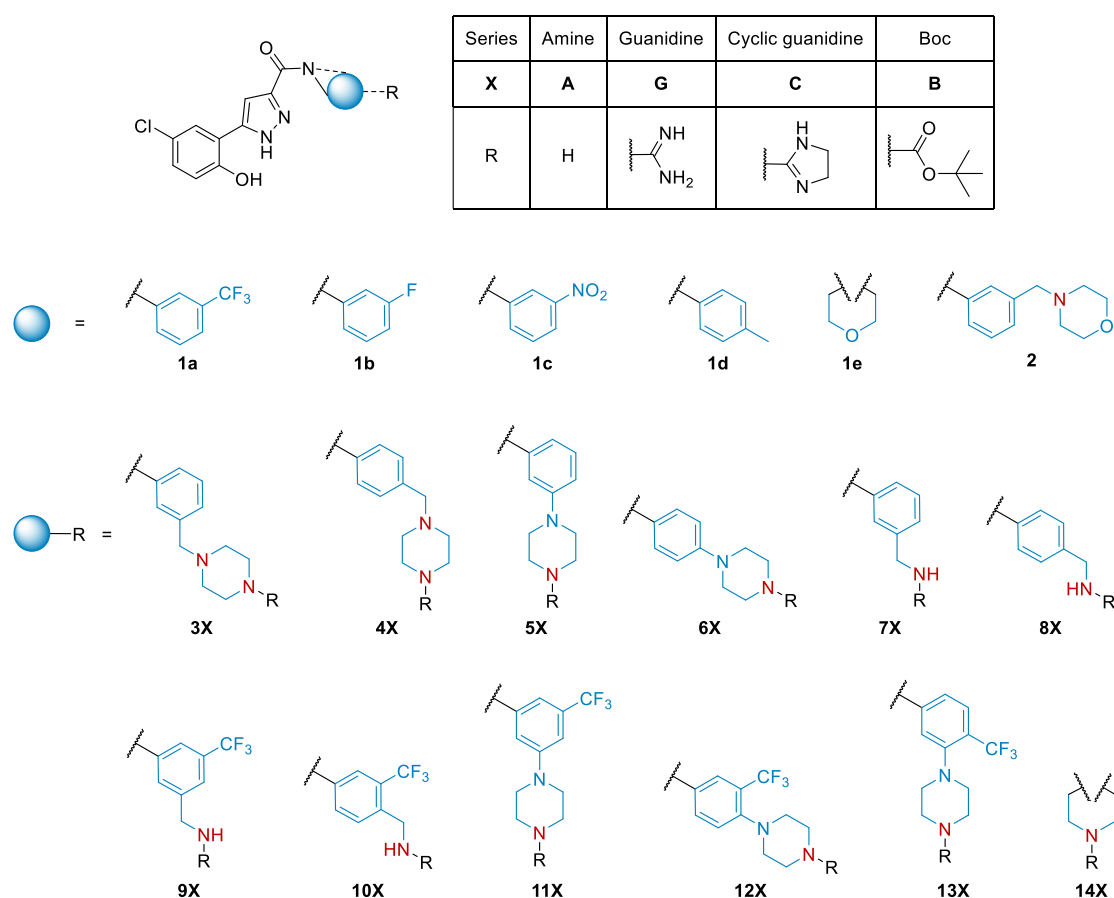 Series Amine Guanidine Cyclic guanidine Boc
X A G C B
R H NH NH2 H N N O O
O N R
Cl N NH OH
= CF3 F NO2 O N O
1a 1b 1c 1d 1e 2
R = N N R N N R N N R N N R NH R HN R
3X 4X 5X 6X 7X 8X
CF3 NH R CF3 HN R CF3 N N R CF3 N N R CF3 N N R N R
9X 10X 11X 12X 13X 14X